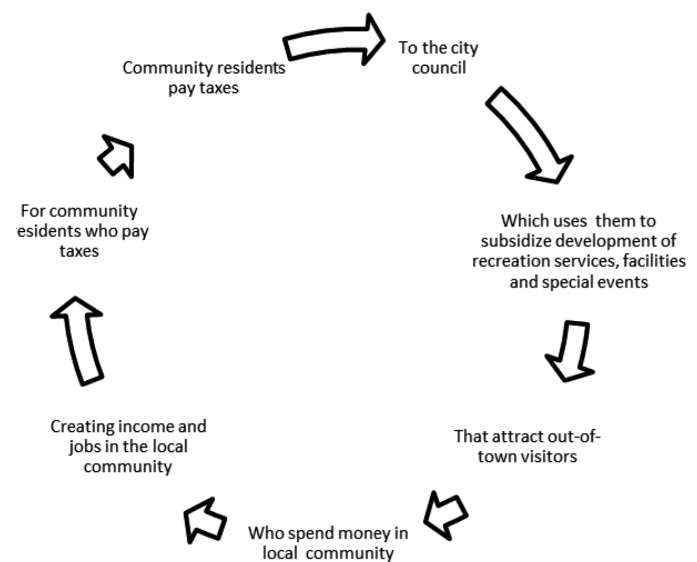 Community residents
pay taxes
To the city
council
Which uses them to
subsidize development of
recreation services, facilities
and special events
That attract out-of-
town visitors
Who spend money in
local community
Creating income and
jobs in the local
community
For community
esidents who pay
taxes